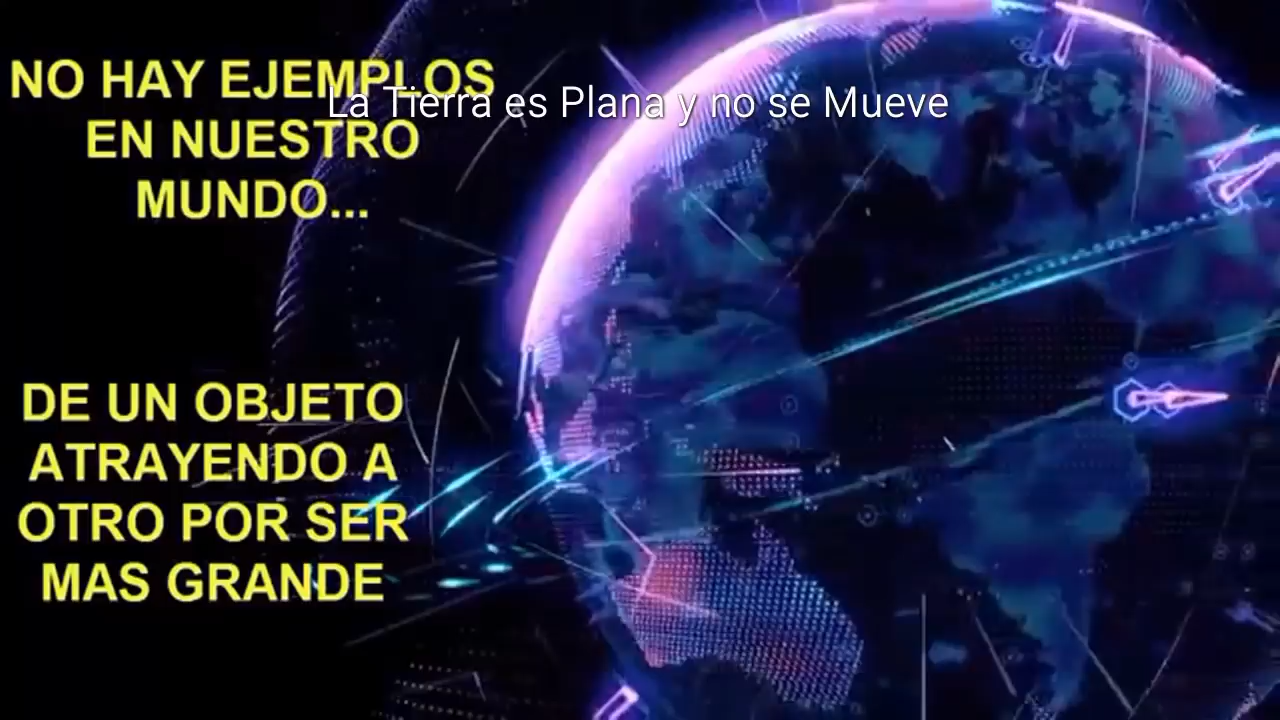 NO HAY EJEMPLOS
La Tierra es Plana y no se Mueve
EN NUESTRO
MUNDO...
DE UN OBJETO
ATRAYENDO A
OTRO POR SER
MAS GRANDE